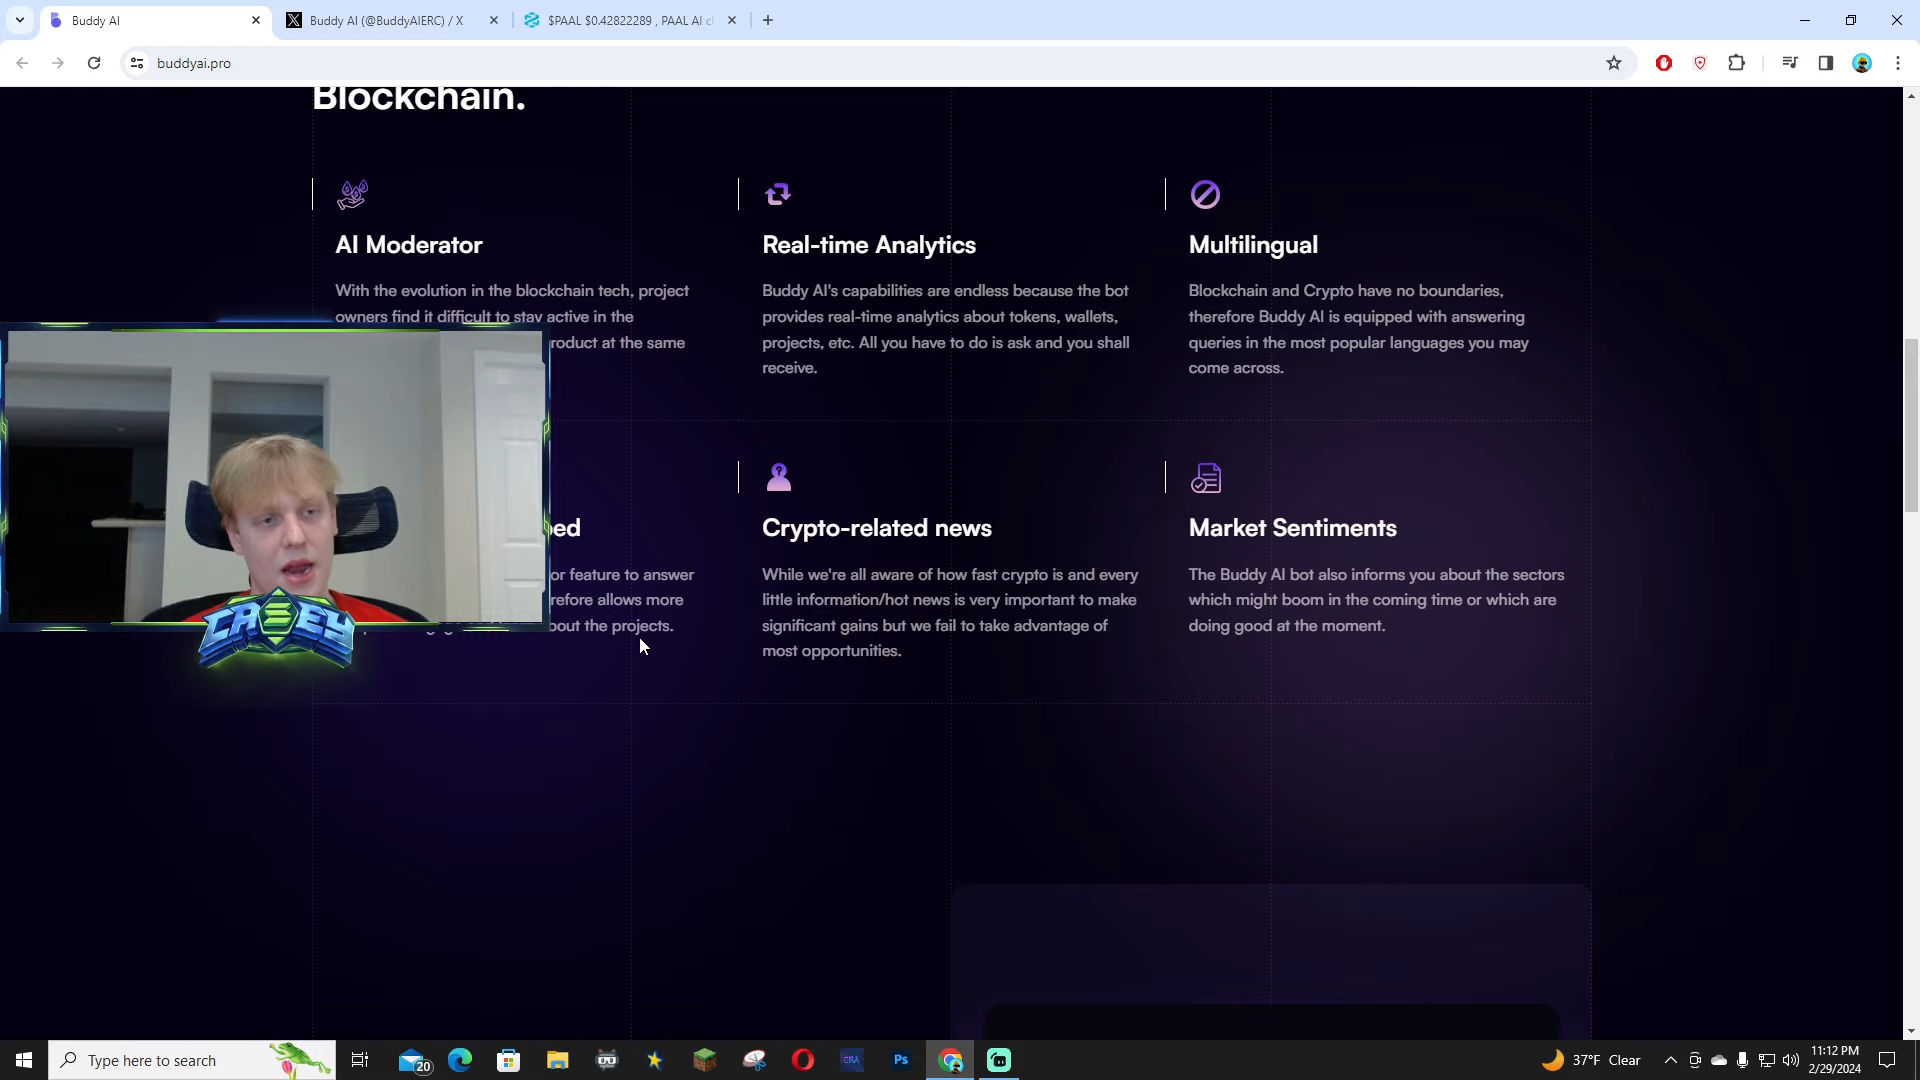 Buddy AI
Buddy AI (@BuddyAIERC) / X
$PAAL $0.42822289 , PAAL AI c
buddyai.pro
Blockchain.
AI Moderator
With the evolution in the blockchain tech, project
owners find it difficult to stay active in the
roduct at the same
Real-time Analytics
Buddy AI's capabilities are endless because the bot
provides real-time analytics about tokens, wallets,
projects, etc. All you have to do is ask and you shall
receive.
Multilingual
Blockchain and Crypto have no boundaries,
therefore Buddy AI is equipped with answering
queries in the most popular languages you may
come across.
or feature to answer
refore allows more
bout the projects.
Crypto-related news
While we're all aware of how fast crypto is and every
little information/hot news is very important to make
significant gains but we fail to take advantage of
most opportunities.
Market Sentiments
The Buddy AI bot also informs you about the sectors
which might boom in the coming time or which are
doing good at the moment.
CASEY
Type here to search
20
CRA
Ps
37°F Clear
11:12 PM
2/29/2024